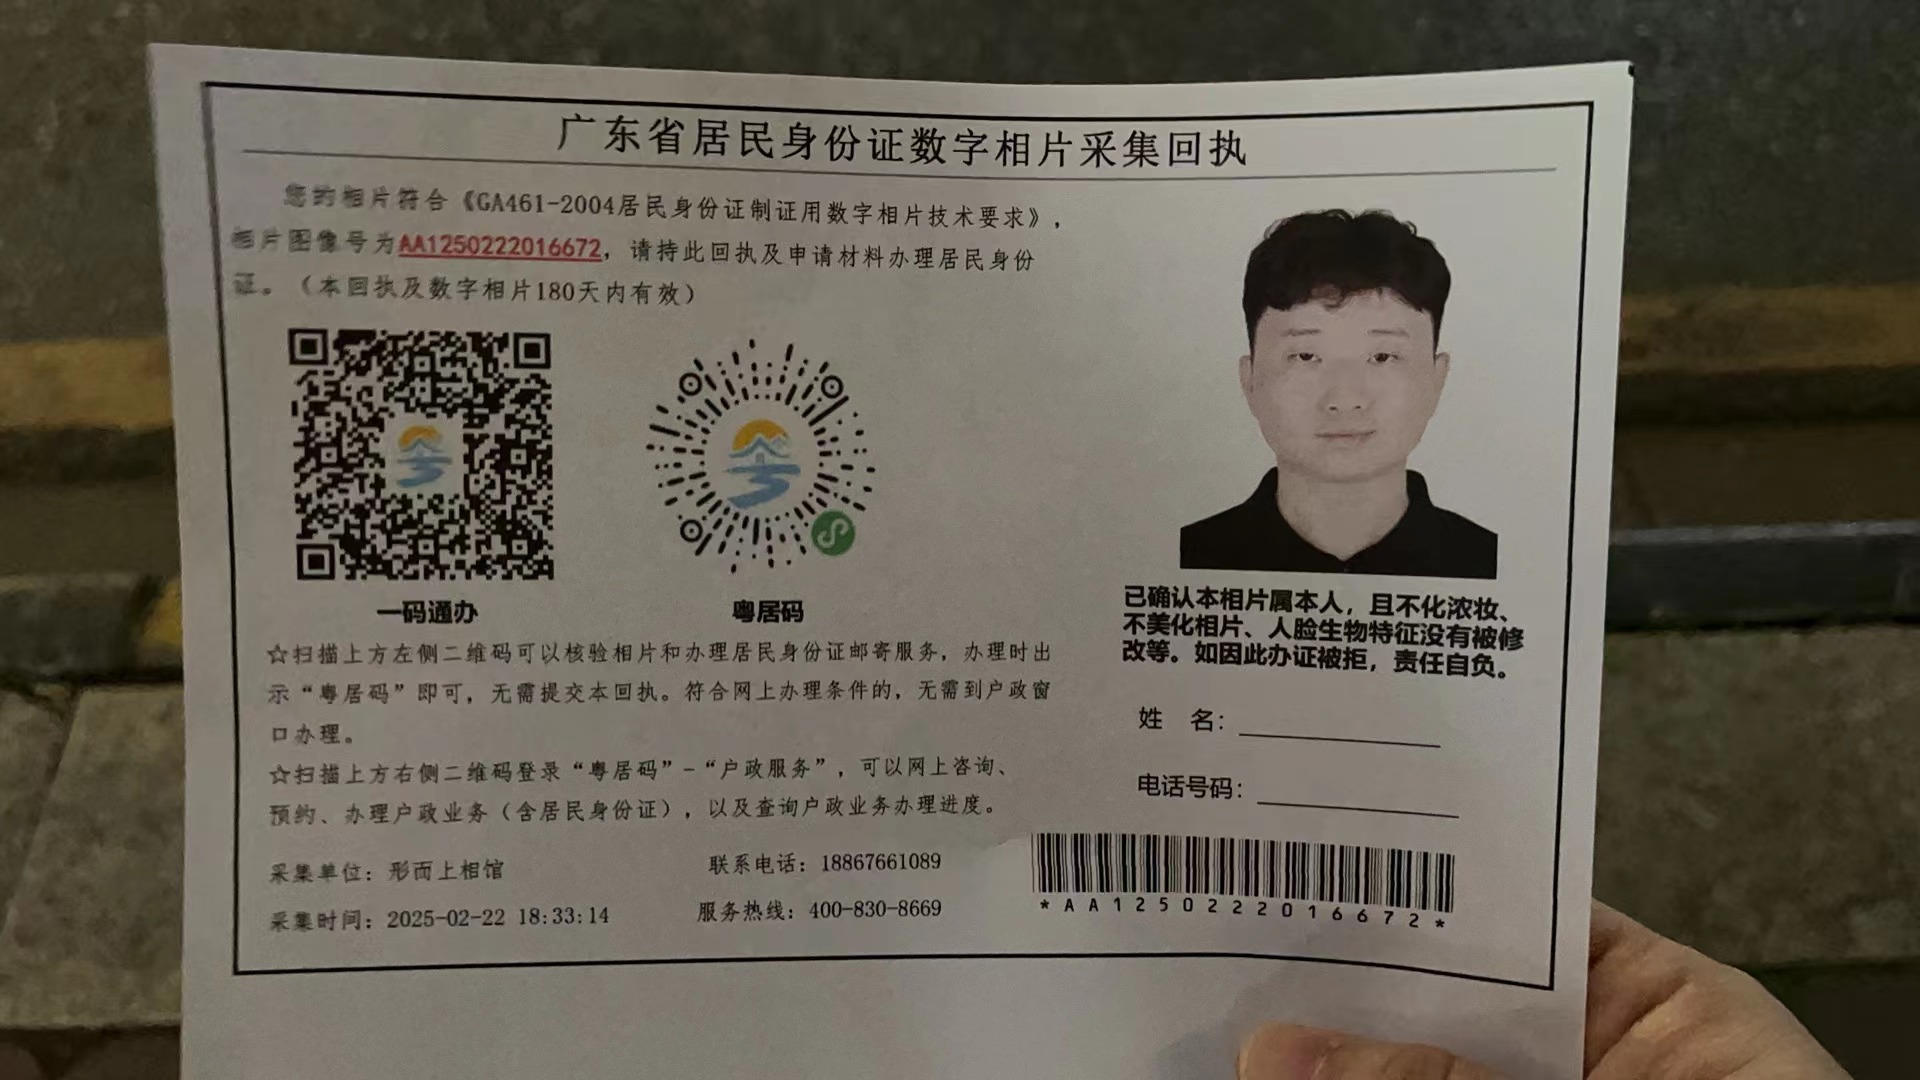 广东省居民身份证数字相片采集回执
您的相片符合《GA461-2004居民身份证制证用数字相片技术要求》，
相片图像号为AA1250222016672，请持此回执及申请材料办理居民身份
证。（本回执及数字相片180天内有效）
一码通办
粤居码
☆扫描上方左侧二维码可以核验相片和办理居民身份证邮寄服务，办理时出
示“粤居码”即可，无需提交本回执。符合网上办理条件的，无需到户政窗
口办理。
☆扫描上方右侧二维码登录“粤居码”-“户政服务”，可以网上咨询、
预约、办理户政业务（含居民身份证），以及查询户政业务办理进度。
采集单位：形而上相馆
联系电话：18867661089
采集时间：2025-02-22 18:33:14
服务热线：400-830-8669
已确认本相片属本人，且不化浓妆、
不美化相片、人脸生物特征没有被修
改等。如因此办证被拒，责任自负。
姓 名：
电话号码：
*AA1250222016672*